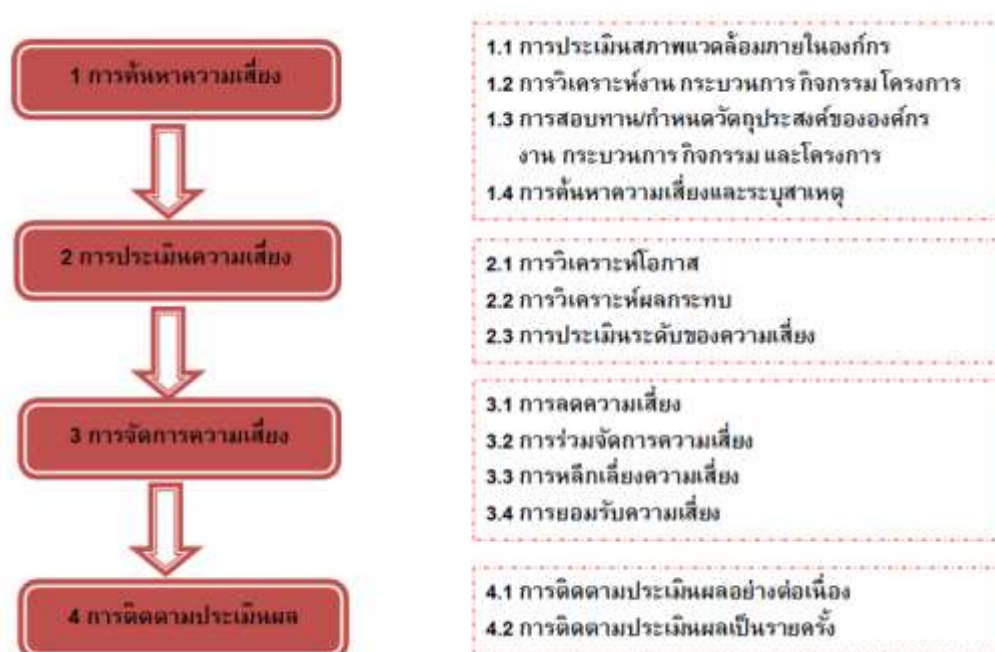 1 การค้นหาความเสี่ยง
1.1 การประเมินสภาพแวดล้อมภายในองก์กร
1.2 การวิเคราะห์งาน กระบวนการ กิจกรรม โครงการ
1.3 การสอบทาน/กำหนดวัตถุประสงค์ขององค์กร
งาน กระบวนการ กิจกรรม และโครงการ
1.4 การค้นหาความเสี่ยงและระบุสาเหตุ
2 การประเมินความเสี่ยง
2.1 การวิเคราะห์โอกาส
2.2 การวิเคราะห์ผลกระทบ
2.3 การประเมินระดับของความเสี่ยง
3 การจัดการความเสี่ยง
3.1 การลดความเสี่ยง
3.2 การร่วมจัดการความเสี่ยง
3.3 การหลีกเลี่ยงความเสี่ยง
3.4 การยอมรับความเสี่ยง
4 การติดตามประเมินผล
4.1 การติดตามประเมินผลอย่างต่อเนื่อง
4.2 การติดตามประเมินผลเป็นรายครั้ง